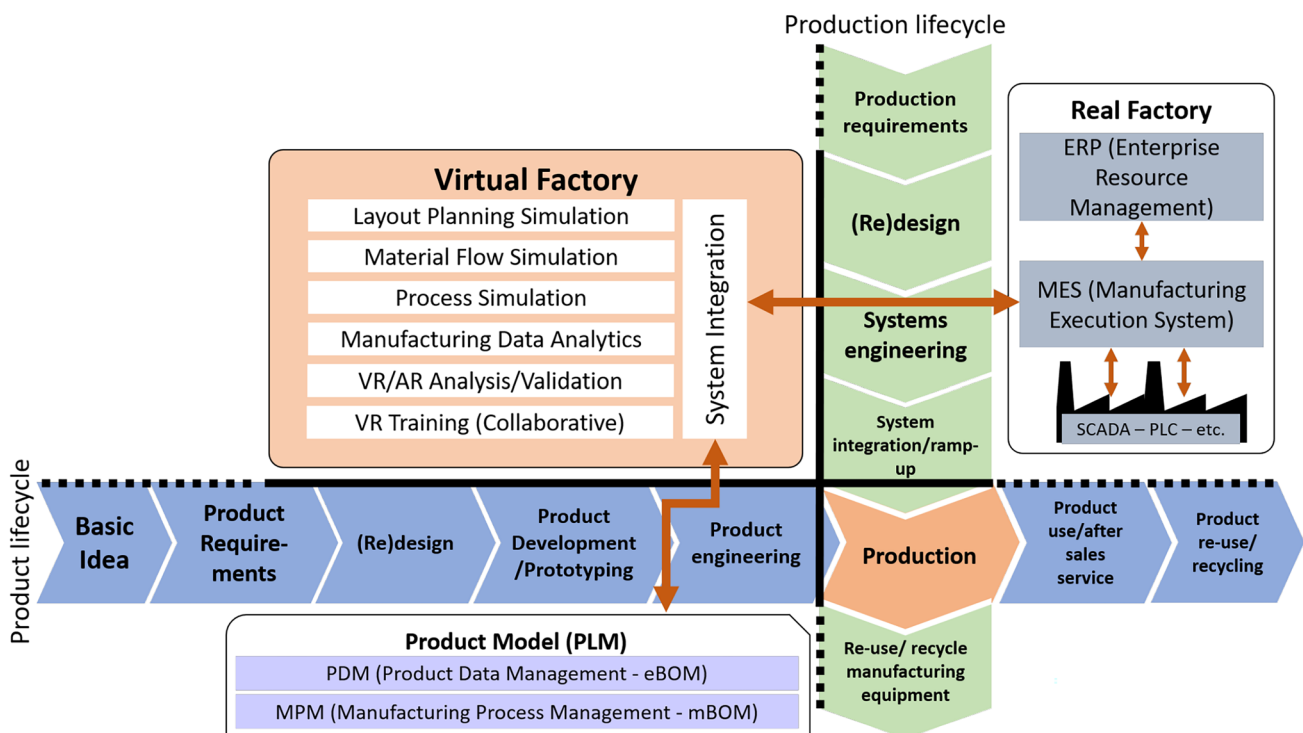 Production lifecycle
Production
requirements
(Re)design
Systems
engineering
System
integration/ramp-
up
Real Factory
ERP (Enterprise
Resource
Management)
MES (Manufacturing
Execution System)
SCADA – PLC – etc.
Virtual Factory
Layout Planning Simulation
Material Flow Simulation
Process Simulation
Manufacturing Data Analytics
VR/AR Analysis/Validation
VR Training (Collaborative)
System Integration
Product lifecycle
Basic
Idea
Product
Require-
ments
(Re)design
Product
Development
/Prototyping
Product
engineering
Production
Product
use/after
sales
service
Product
re-use/
recycling
Product Model (PLM)
PDM (Product Data Management - eBOM)
MPM (Manufacturing Process Management - mBOM)
Re-use/ recycle
manufacturing
equipment